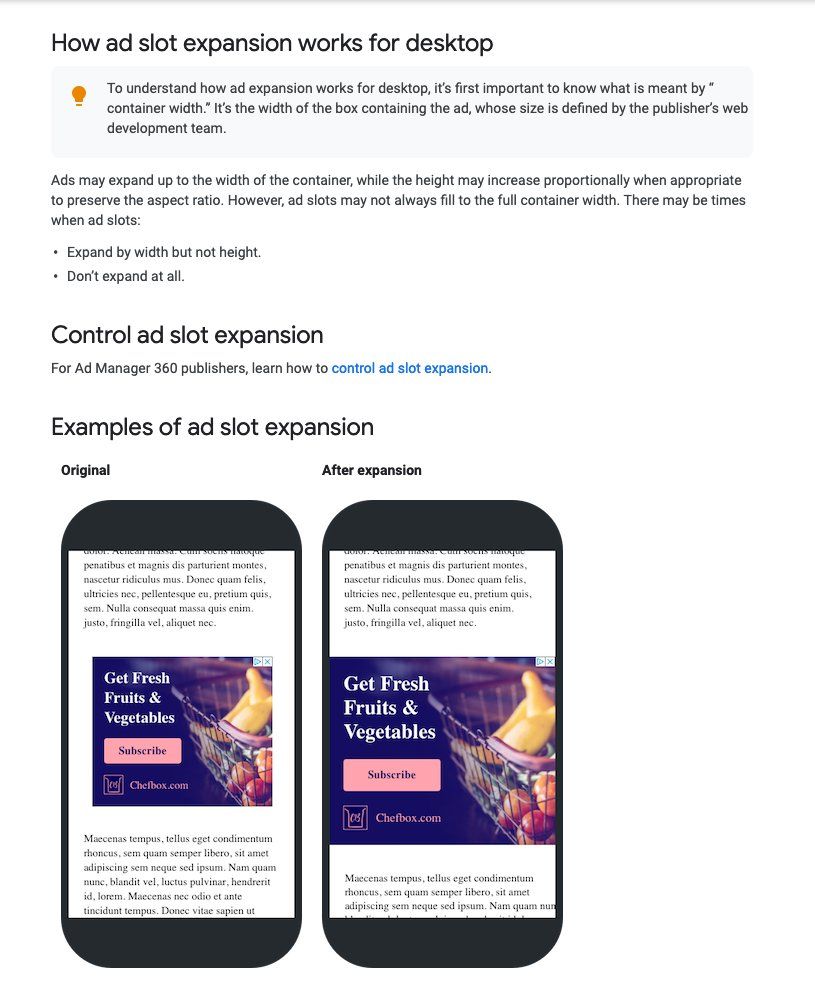 How ad slot expansion works for desktop
To understand how ad expansion works for desktop, it's first important to know what is meant by "
container width." It's the width of the box containing the ad, whose size is defined by the publisher's web
development team.
Ads may expand up to the width of the container, while the height may increase proportionally when appropriate
to preserve the aspect ratio. However, ad slots may not always fill to the full container width. There may be times
when ad slots:
• Expand by width but not height.
• Don't expand at all.
Control ad slot expansion
For Ad Manager 360 publishers, learn how to control ad slot expansion.
Examples of ad slot expansion
Original
dolor. Aenean massa. Cum sociis natoque
penatibus et magnis dis parturient montes,
nascetur ridiculus mus. Donec quam felis,
ultricies nec, pellentesque eu, pretium quis,
sem. Nulla consequat massa quis enim.
justo, fringilla vel, aliquet nec.
Get Fresh
Fruits &
Vegetables
Subscribe
Chefbox.com
Maecenas tempus, tellus eget condimentum
rhoncus, sem quam semper libero, sit amet
adipiscing sem neque sed ipsum. Nam quam
nunc, blandit vel, luctus pulvinar, hendrerit
id, lorem. Maecenas nec odio et ante
tincidunt tempus. Donec vitae sapien ut
After expansion
dolor. Aenean massa. Cum sociis natoque
penatibus et magnis dis parturient montes,
nascetur ridiculus mus. Donec quam felis,
ultricies nec, pellentesque eu, pretium quis,
sem. Nulla consequat massa quis enim.
justo, fringilla vel, aliquet nec.
Get Fresh
Fruits &
Vegetables
Subscribe
Chefbox.com
Maecenas tempus, tellus eget condimentum
rhoncus, sem quam semper libero, sit amet
adipiscing sem neque sed ipsum. Nam quam nun